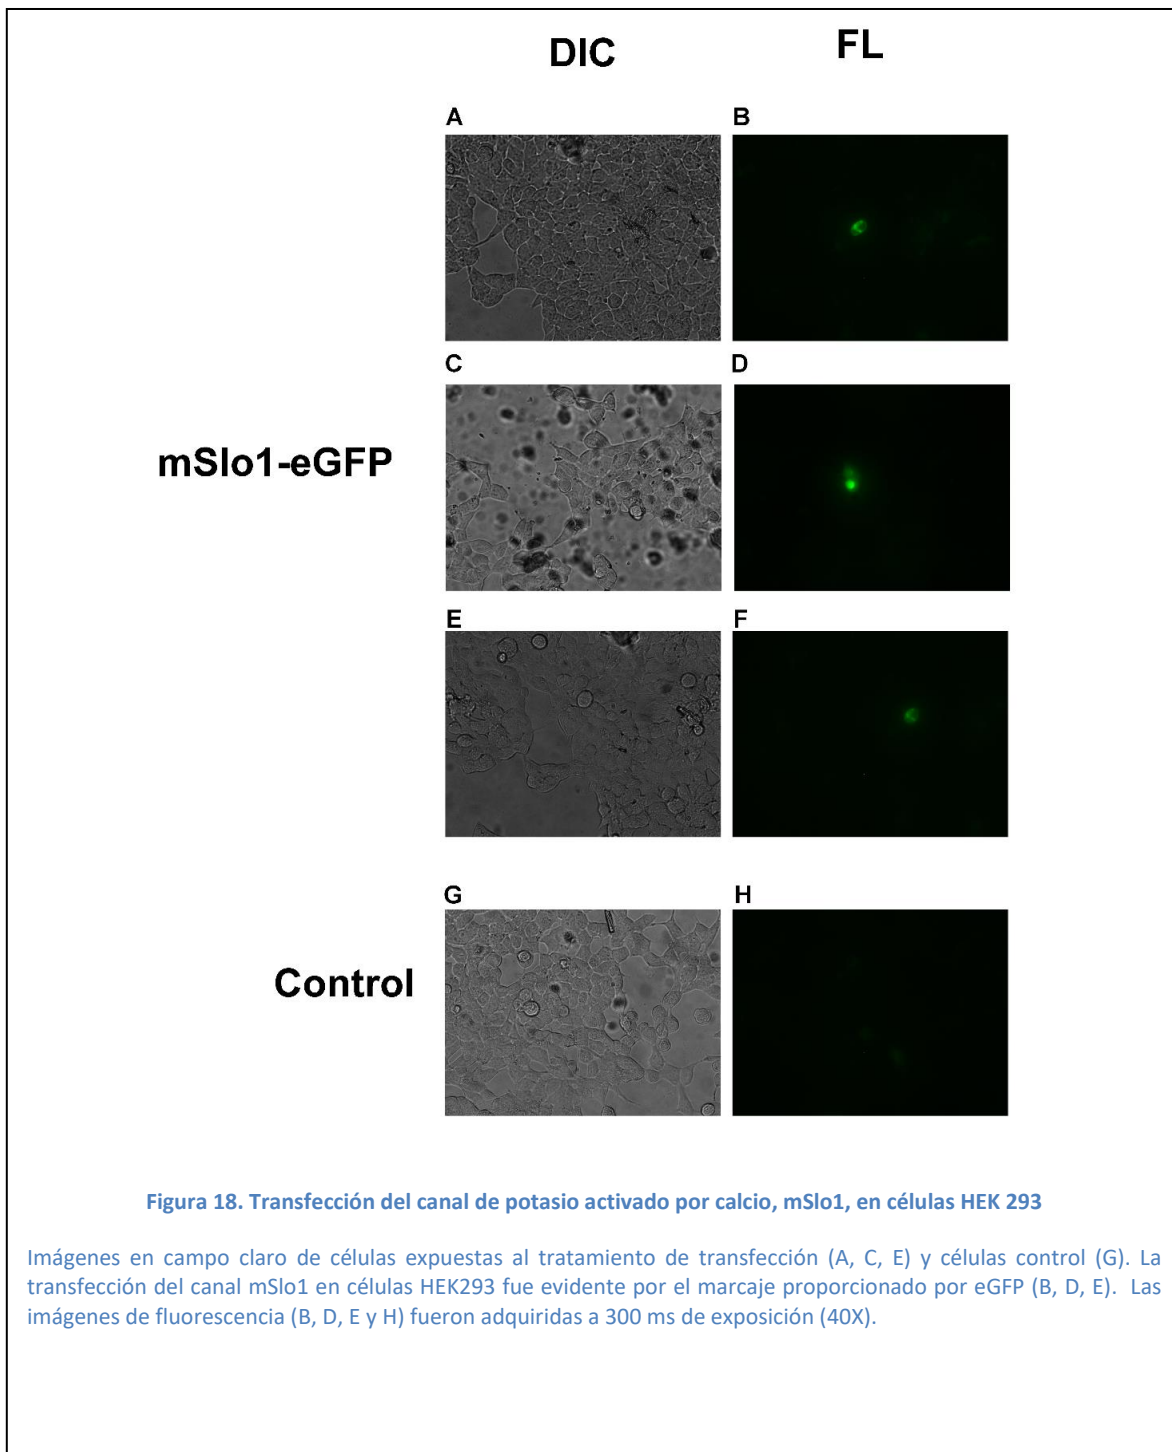 DIC
FL
A
B
C
D
mSlo1-eGFP
E
F
G
H
Control
Figura 18. Transfección del canal de potasio activado por calcio, mSlo1, en células HEK 293
Imágenes en campo claro de células expuestas al tratamiento de transfección (A, C, E) y células control (G). La
transfección del canal mSlo1 en células HEK293 fue evidente por el marcaje proporcionado por eGFP (B, D, E). Las
imágenes de fluorescencia (B, D, E y H) fueron adquiridas a 300 ms de exposición (40X).